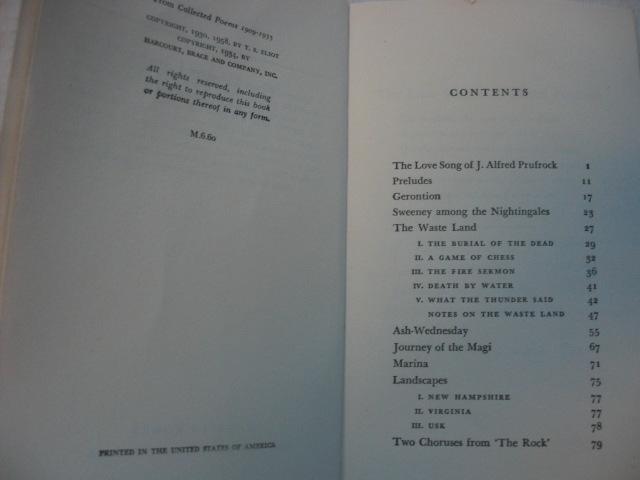 From Collected Poems 1909-1935
COPYRIGHT, 1930, 1958, BY T. S. ELIOT
COPYRIGHT, 1934, BY
HARCOURT, BRACE AND COMPANY, INC.
All rights reserved, including
the right to reproduce this book
or portions thereof in any form.
M.6.60
PRINTED IN THE UNITED STATES OF AMERICA
CONTENTS
The Love Song of J. Alfred Prufrock 1
Preludes 11
Gerontion 17
Sweeney among the Nightingales 23
The Waste Land 27
I. THE BURIAL OF THE DEAD 29
II. A GAME OF CHESS 32
III. THE FIRE SERMON 36
IV. DEATH BY WATER 41
V. WHAT THE THUNDER SAID 42
NOTES ON THE WASTE LAND 47
Ash-Wednesday 55
Journey of the Magi 67
Marina 71
Landscapes 75
I. NEW HAMPSHIRE 77
II. VIRGINIA 77
III. USK 78
Two Choruses from 'The Rock' 79